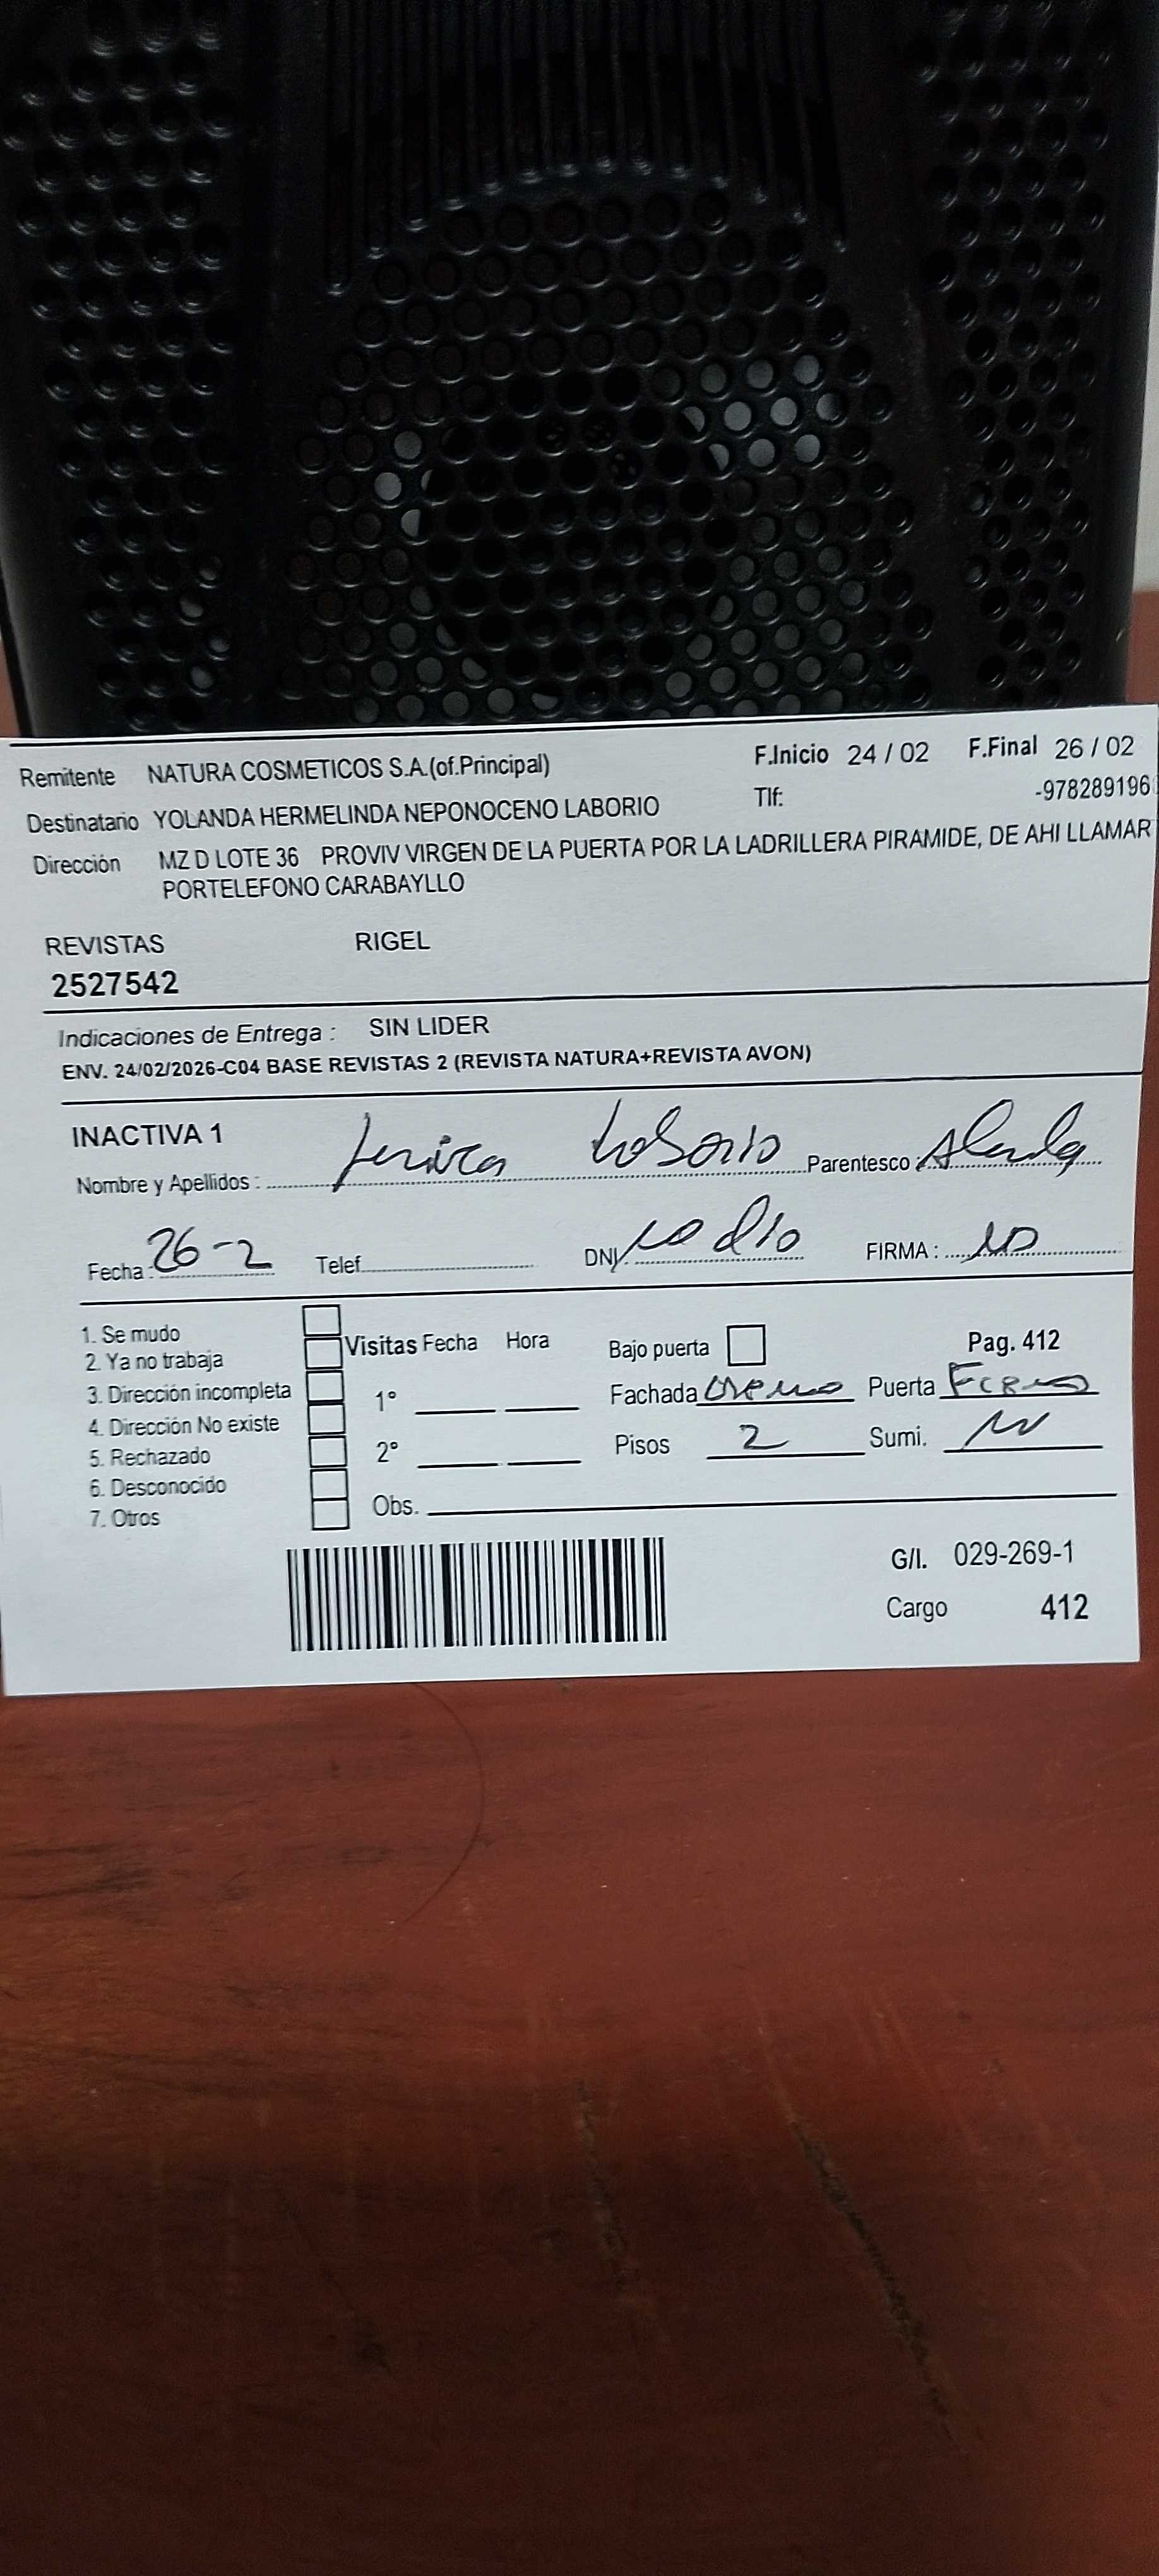 Remitente NATURA COSMETICOS S.A.(of.Principal) F.Inicio 24 / 02 F.Final 26 / 02
Destinatario YOLANDA HERMELINDA NEPONOCENO LABORIO Tlf: -978289196
Dirección MZ D LOTE 36 PROVIV VIRGEN DE LA PUERTA POR LA LADRILLERA PIRAMIDE, DE AHI LLAMAR
PORTELEFONO CARABAYLLO
REVISTAS RIGEL
2527542
Indicaciones de Entrega : SIN LIDER
ENV. 24/02/2026-C04 BASE REVISTAS 2 (REVISTA NATURA+REVISTA AVON)
INACTIVA 1
Nombre y Apellidos : Parentesco
Fecha : 26-2 Telef. DNI. no dio FIRMA :
1. Se mudo
2. Ya no trabaja Visitas Fecha Hora Bajo puerta Pag. 412
3. Dirección incompleta 1° Fachada Puerta Fierro
4. Dirección No existe
5. Rechazado 2° Pisos 2 Sumi.
6. Desconocido
7. Otros Obs.
G/I. 029-269-1
Cargo 412